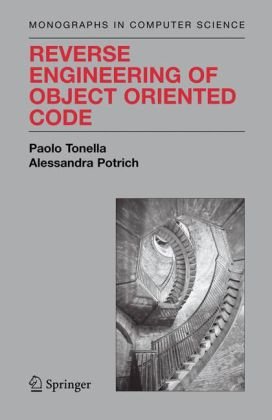 MONOGRAPHS IN COMPUTER SCIENCE
REVERSE
ENGINEERING OF
OBJECT ORIENTED
CODE
Paolo Tonella
Alessandra Potrich
Springer